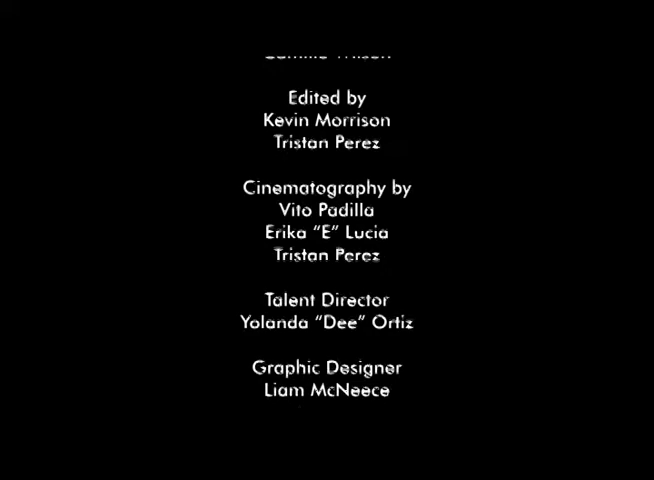 Edited by
Kevin Morrison
Tristan Perez
Cinematography by
Vito Padilla
Erika “E” Lucia
Tristan Perez
Talent Director
Yolanda “Dee” Ortiz
Graphic Designer
Liam McNeece